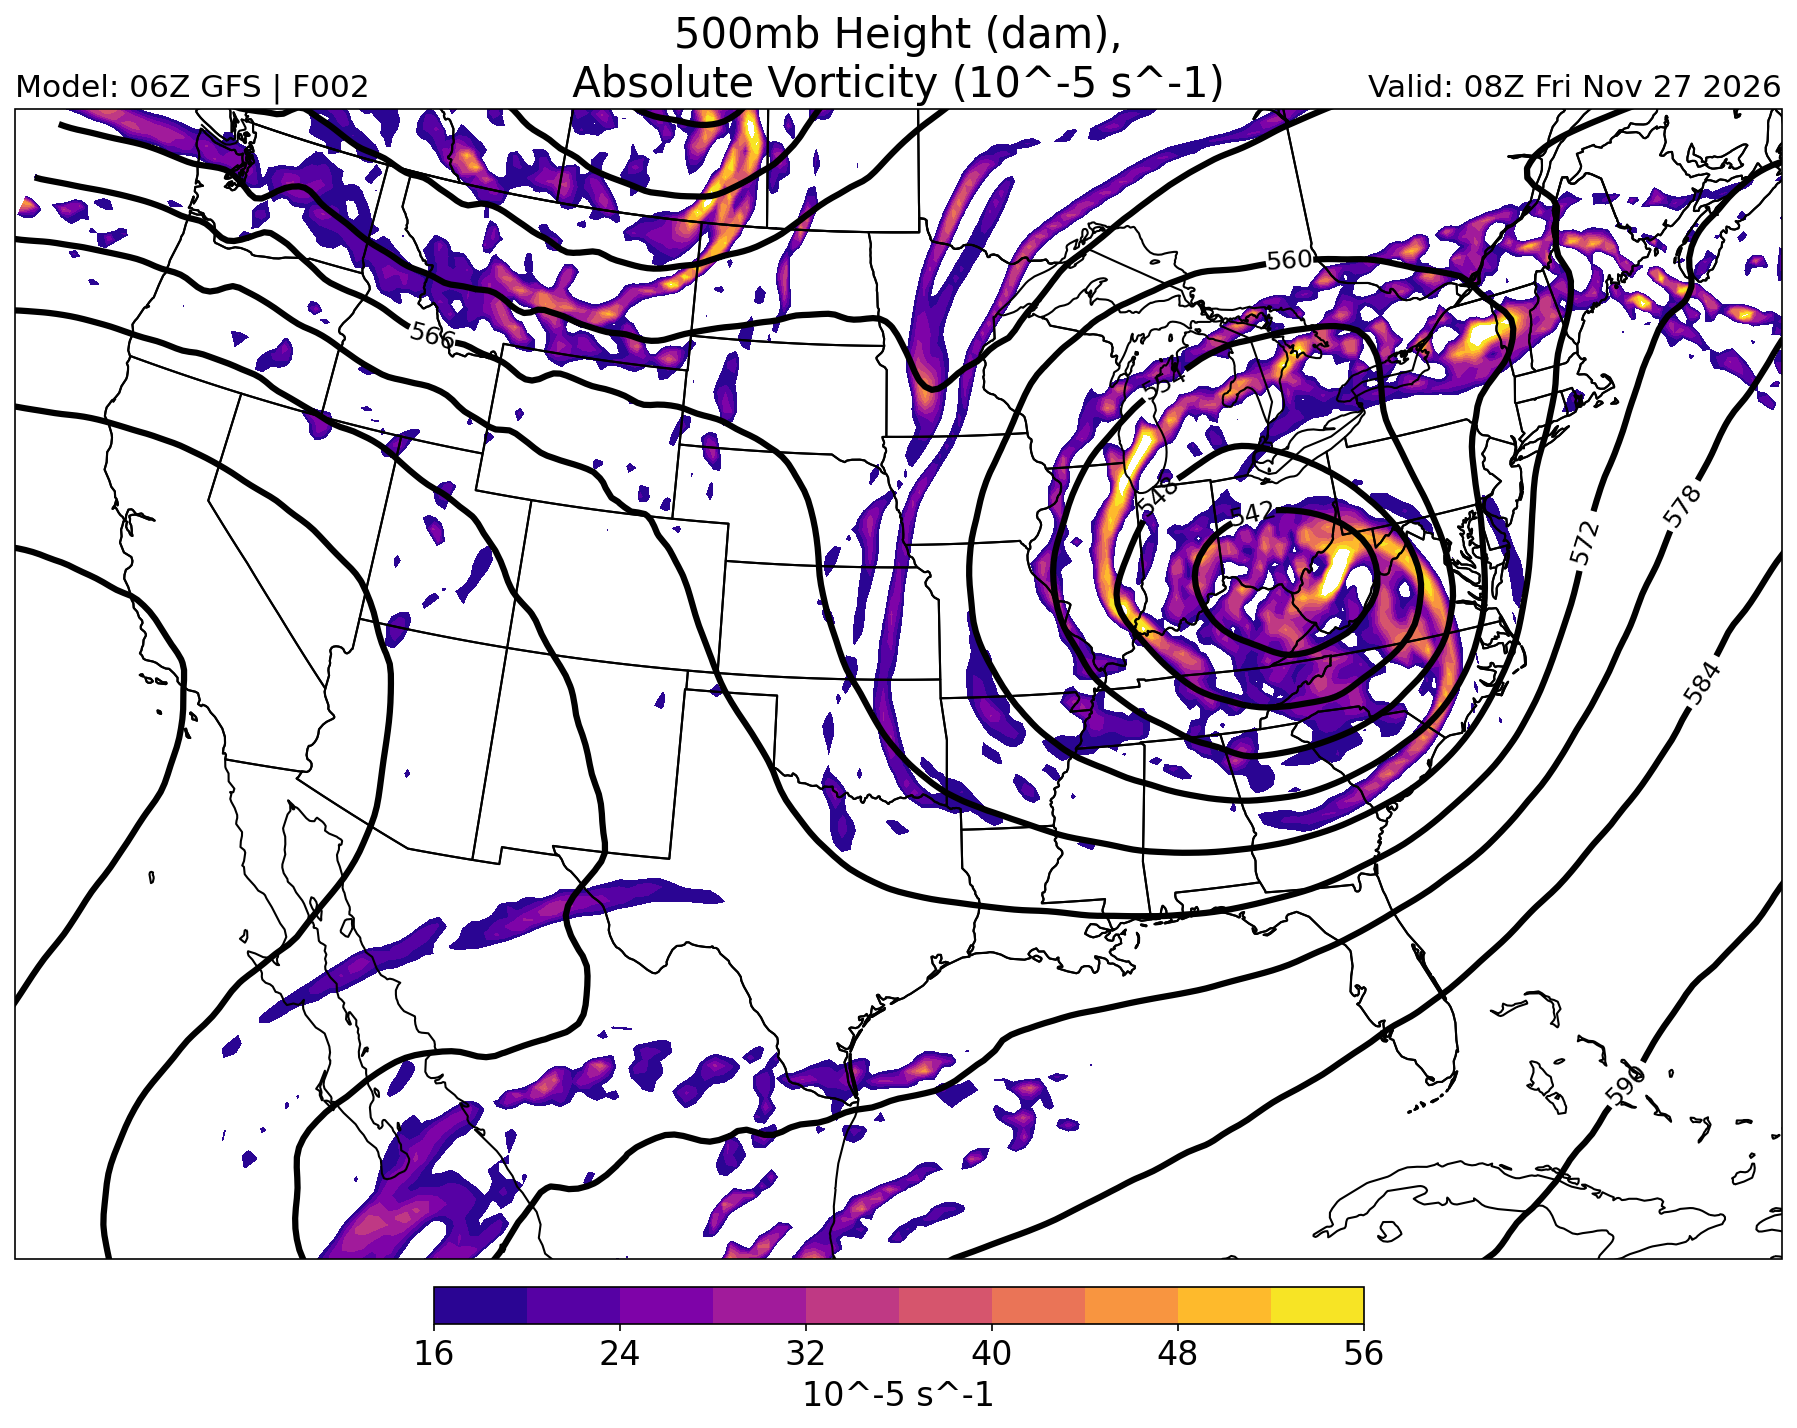 500mb Height (dam),
Absolute Vorticity (10^-5 s^-1)
Model: 06Z GFS | F002
Valid: 08Z Fri Nov 27 2026
560
566
554
548
542
578
572
584
590
16 24 32 40 48 56
10^-5 s^-1